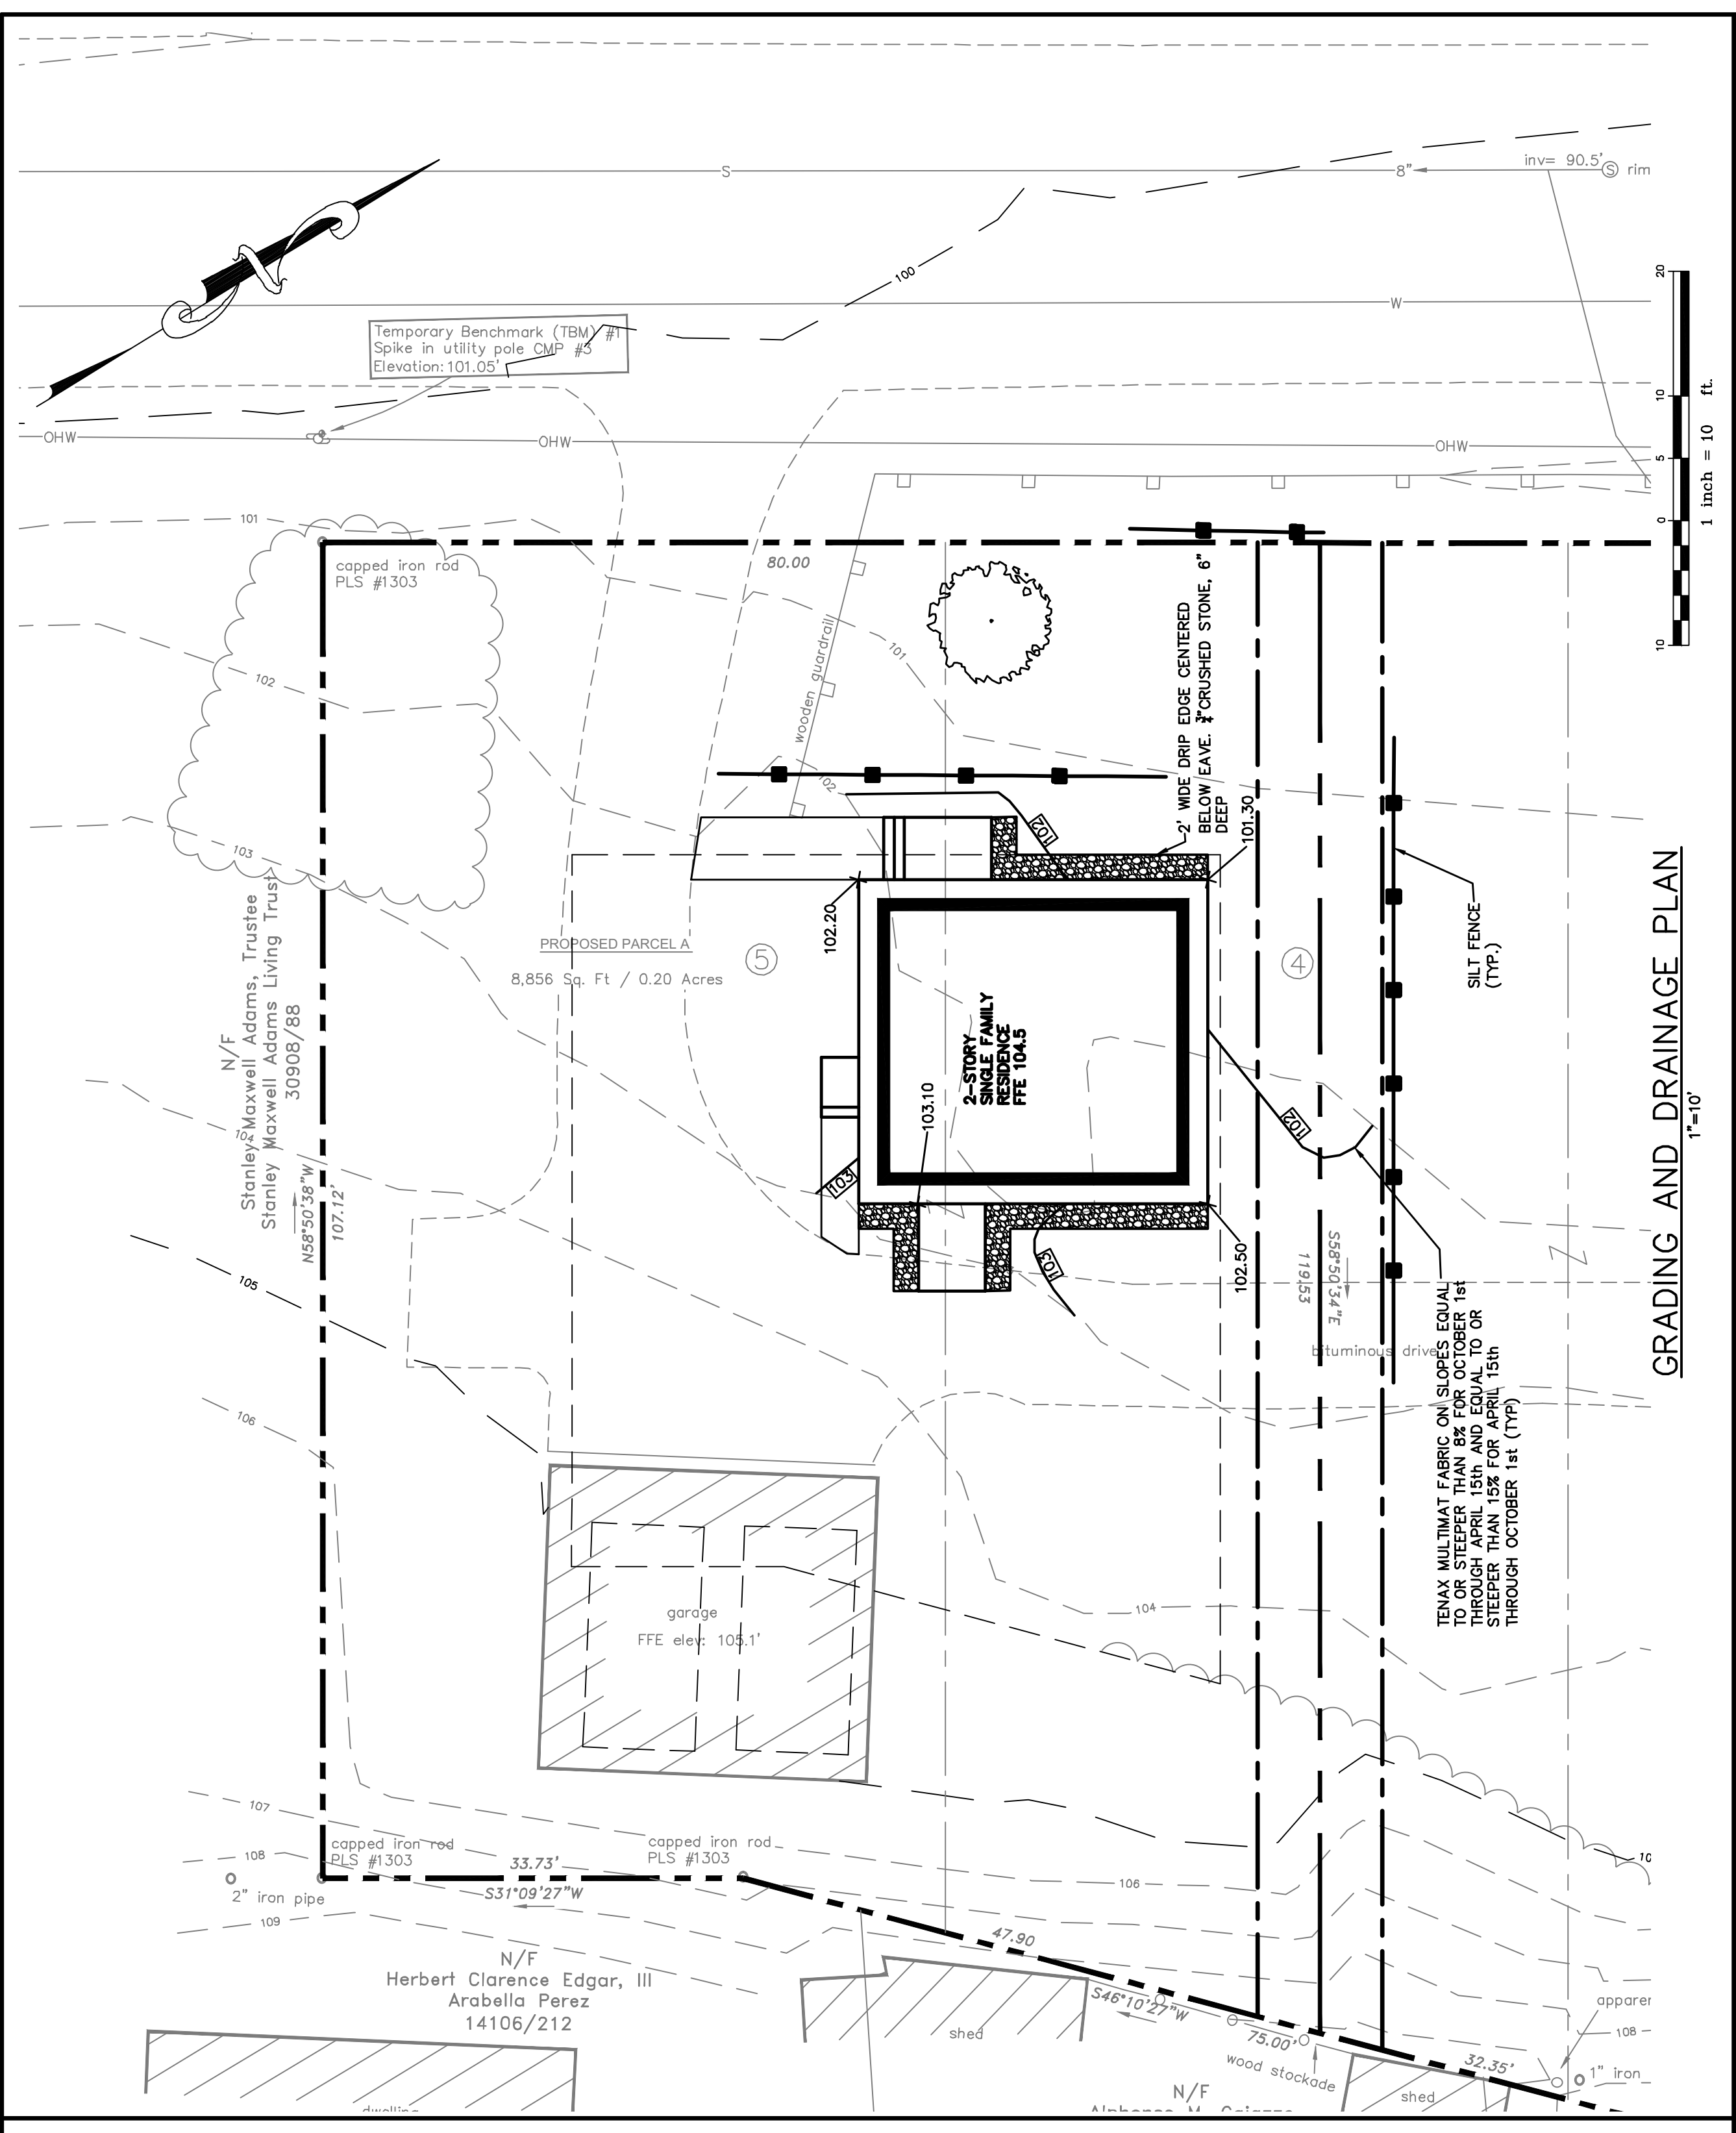 S
8"
inv= 90.5'
S
rim
100
W
Temporary Benchmark (TBM) #1
Spike in utility pole CMP #3
Elevation: 101.05'
N
OHW
OHW
OHW
20
10
5
0
10
1 inch = 10 ft.
101
capped iron rod
PLS #1303
80.00
wooden guardrail
101
102
102
103
102
102
2' WIDE DRIP EDGE CENTERED
BELOW EAVE. 3/4" CRUSHED STONE, 6"
DEEP
101.30
102.20
PROPOSED PARCEL A
8,856 Sq. Ft / 0.20 Acres
5
4
SILT FENCE
(TYP.)
N/F
Stanley Maxwell Adams, Trustee
Stanley Maxwell Adams Living Trust
30908/88
2-STORY
SINGLE FAMILY
RESIDENCE
FFE 104.5
103.10
102
104
103
N58°50'38"W
107.12'
103
102.50
S58°50'34"E
119.53
105
bituminous drive
TENAX MULTIMAT FABRIC ON SLOPES EQUAL
TO OR STEEPER THAN 8% FOR OCTOBER 1st
THROUGH APRIL 15th AND EQUAL TO OR
STEEPER THAN 15% FOR APRIL 15th
THROUGH OCTOBER 1st (TYP)
GRADING AND DRAINAGE PLAN
1"=10'
106
garage
FFE elev: 105.1'
104
107
108
capped iron rod
PLS #1303
capped iron rod
PLS #1303
33.73'
S31°09'27"W
2" iron pipe
109
106
10
47.90
N/F
Herbert Clarence Edgar, III
Arabella Perez
14106/212
S46°10'27"W
shed
75.00'
wood stockade
32.35'
apparer
108
1" iron
shed
N/F